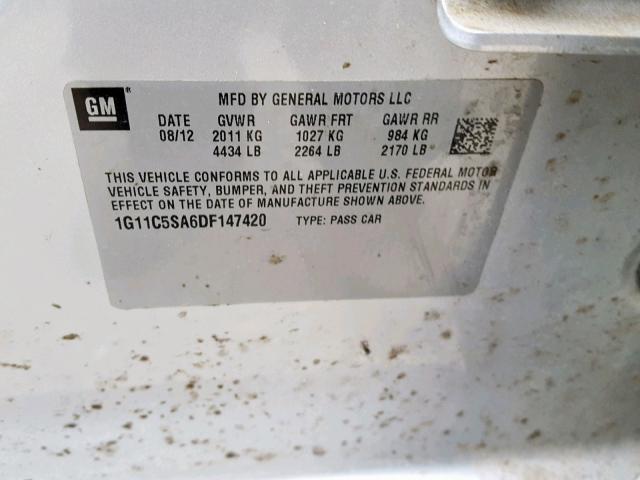 GM®
MFD BY GENERAL MOTORS LLC
DATE GVWR GAWR FRT GAWR RR
08/12 2011 KG 1027 KG 984 KG
4434 LB 2264 LB 2170 LB
THIS VEHICLE CONFORMS TO ALL APPLICABLE U.S. FEDERAL MOTOR
VEHICLE SAFETY, BUMPER, AND THEFT PREVENTION STANDARDS IN
EFFECT ON THE DATE OF MANUFACTURE SHOWN ABOVE.
1G11C5SA6DF147420 TYPE: PASS CAR